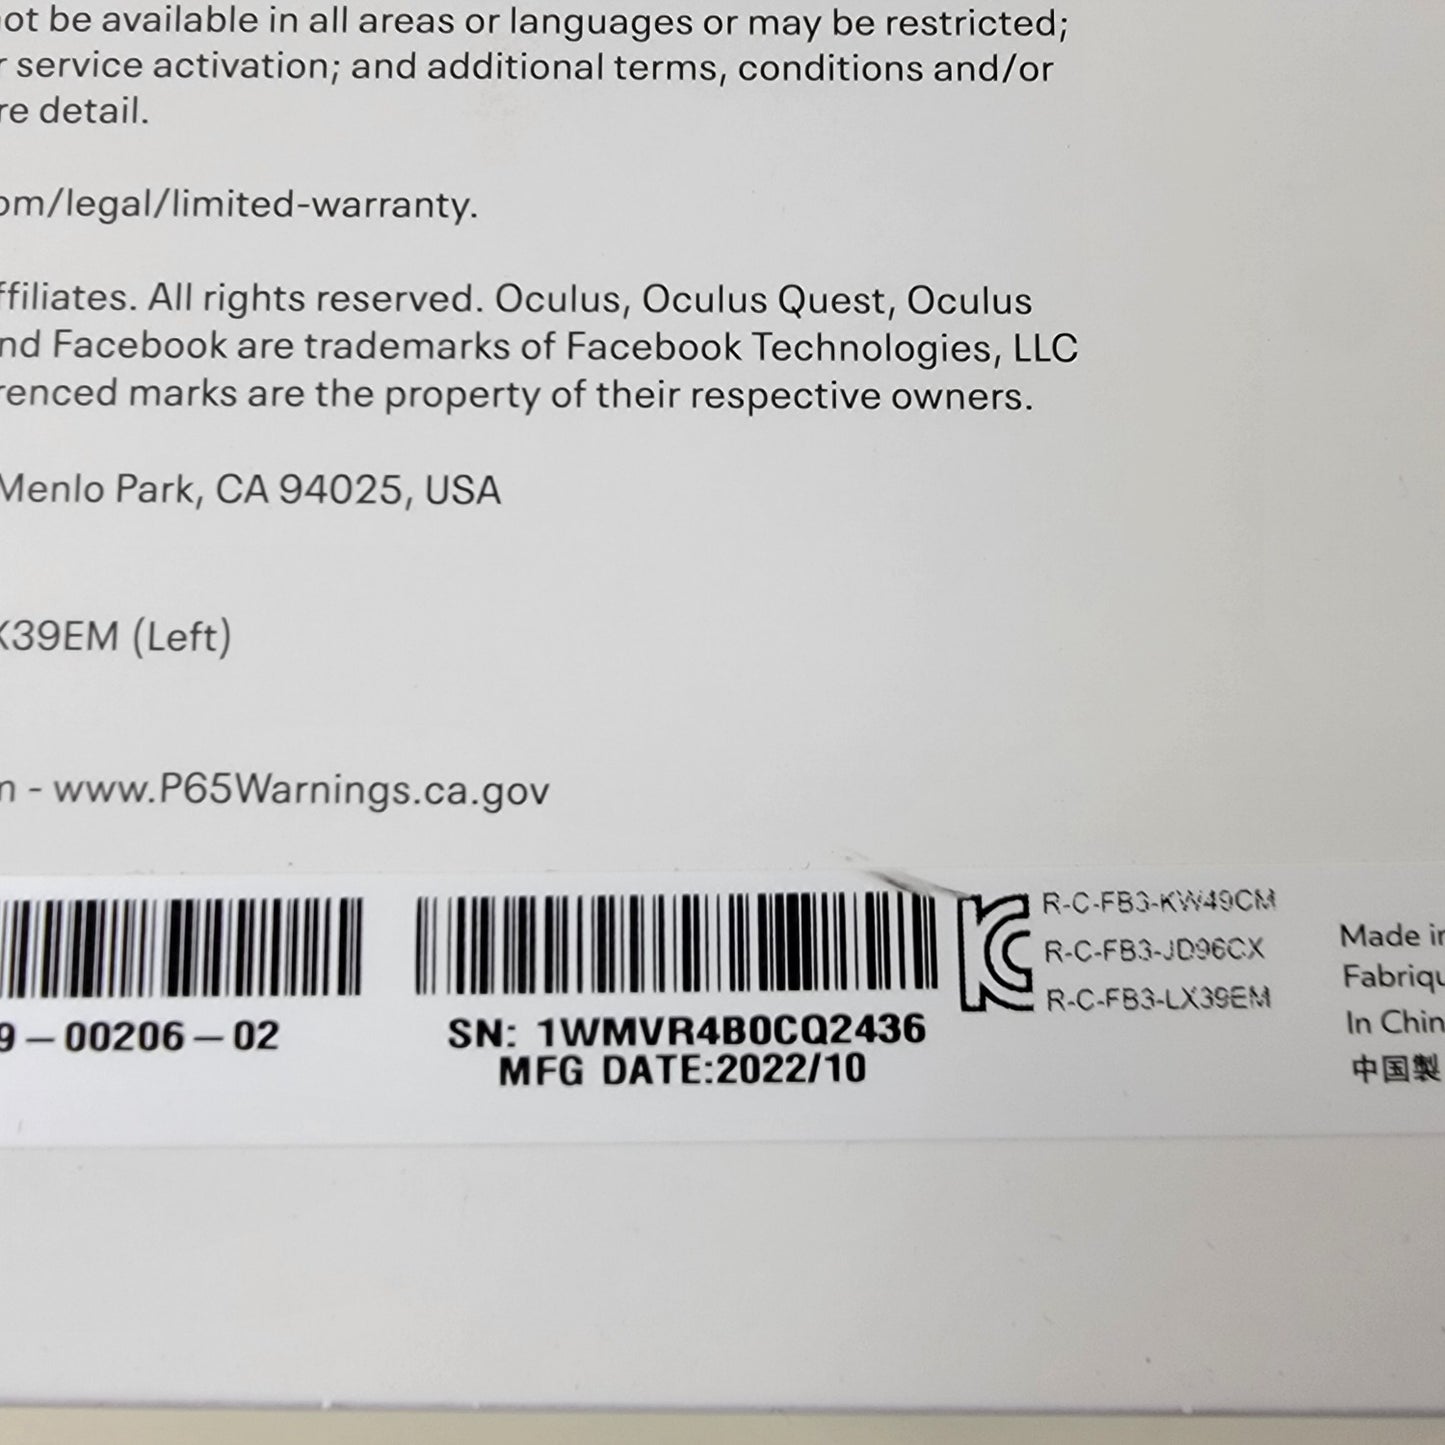 not be available in all areas or languages or may be restricted;
service activation; and additional terms, conditions and/or
detail.
om/legal/limited-warranty.
ffiliates. All rights reserved. Oculus, Oculus Quest, Oculus
nd Facebook are trademarks of Facebook Technologies, LLC
renced marks are the property of their respective owners.
Menlo Park, CA 94025, USA
X39EM (Left)
- www.P65Warnings.ca.gov
9-00206-02
SN: 1WMVR4B0CQ2436
MFG DATE:2022/10
R-C-FB3-KW49CM
R-C-FB3-JD96CX
R-C-FB3-LX39EM
Made in
Fabriqu
In Chin
中国製